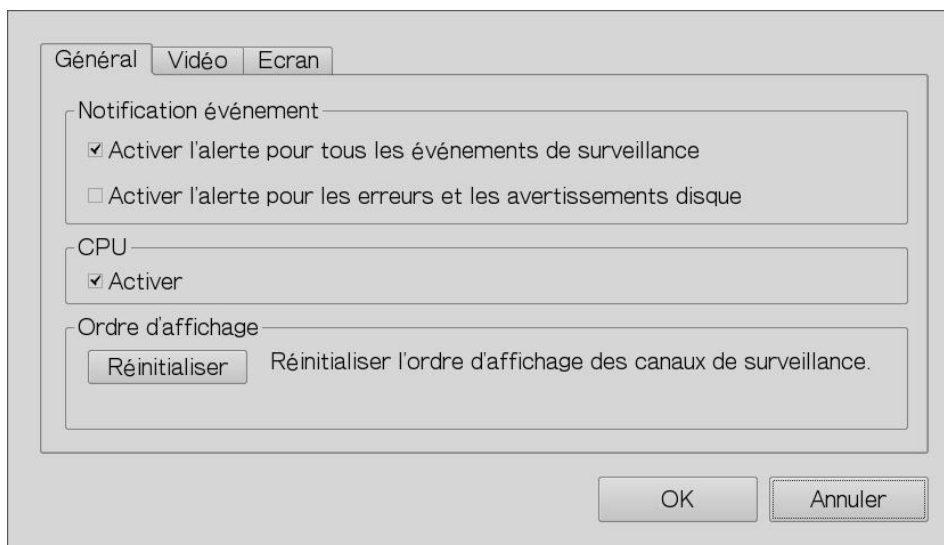 Général Vidéo Ecran
Notification événement
Activer l'alerte pour tous les événements de surveillance
Activer l'alerte pour les erreurs et les avertissements disque
CPU
Activer
Ordre d'affichage
Réinitialiser Réinitialiser l'ordre d'affichage des canaux de surveillance.
OK Annuler